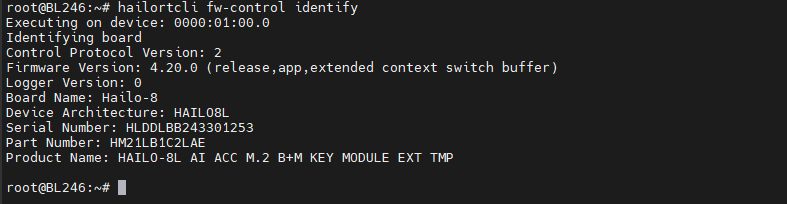 root@BL246:~# hailortcli fw-control identify
Executing on device: 0000:01:00.0
Identifying board
Control Protocol Version: 2
Firmware Version: 4.20.0 (release,app,extended context switch buffer)
Logger Version: 0
Board Name: Hailo-8
Device Architecture: HAILO8L
Serial Number: HLDDLBB243301253
Part Number: HM21LB1C2LAE
Product Name: HAILO-8L AI ACC M.2 B+M KEY MODULE EXT TMP
root@BL246:~#